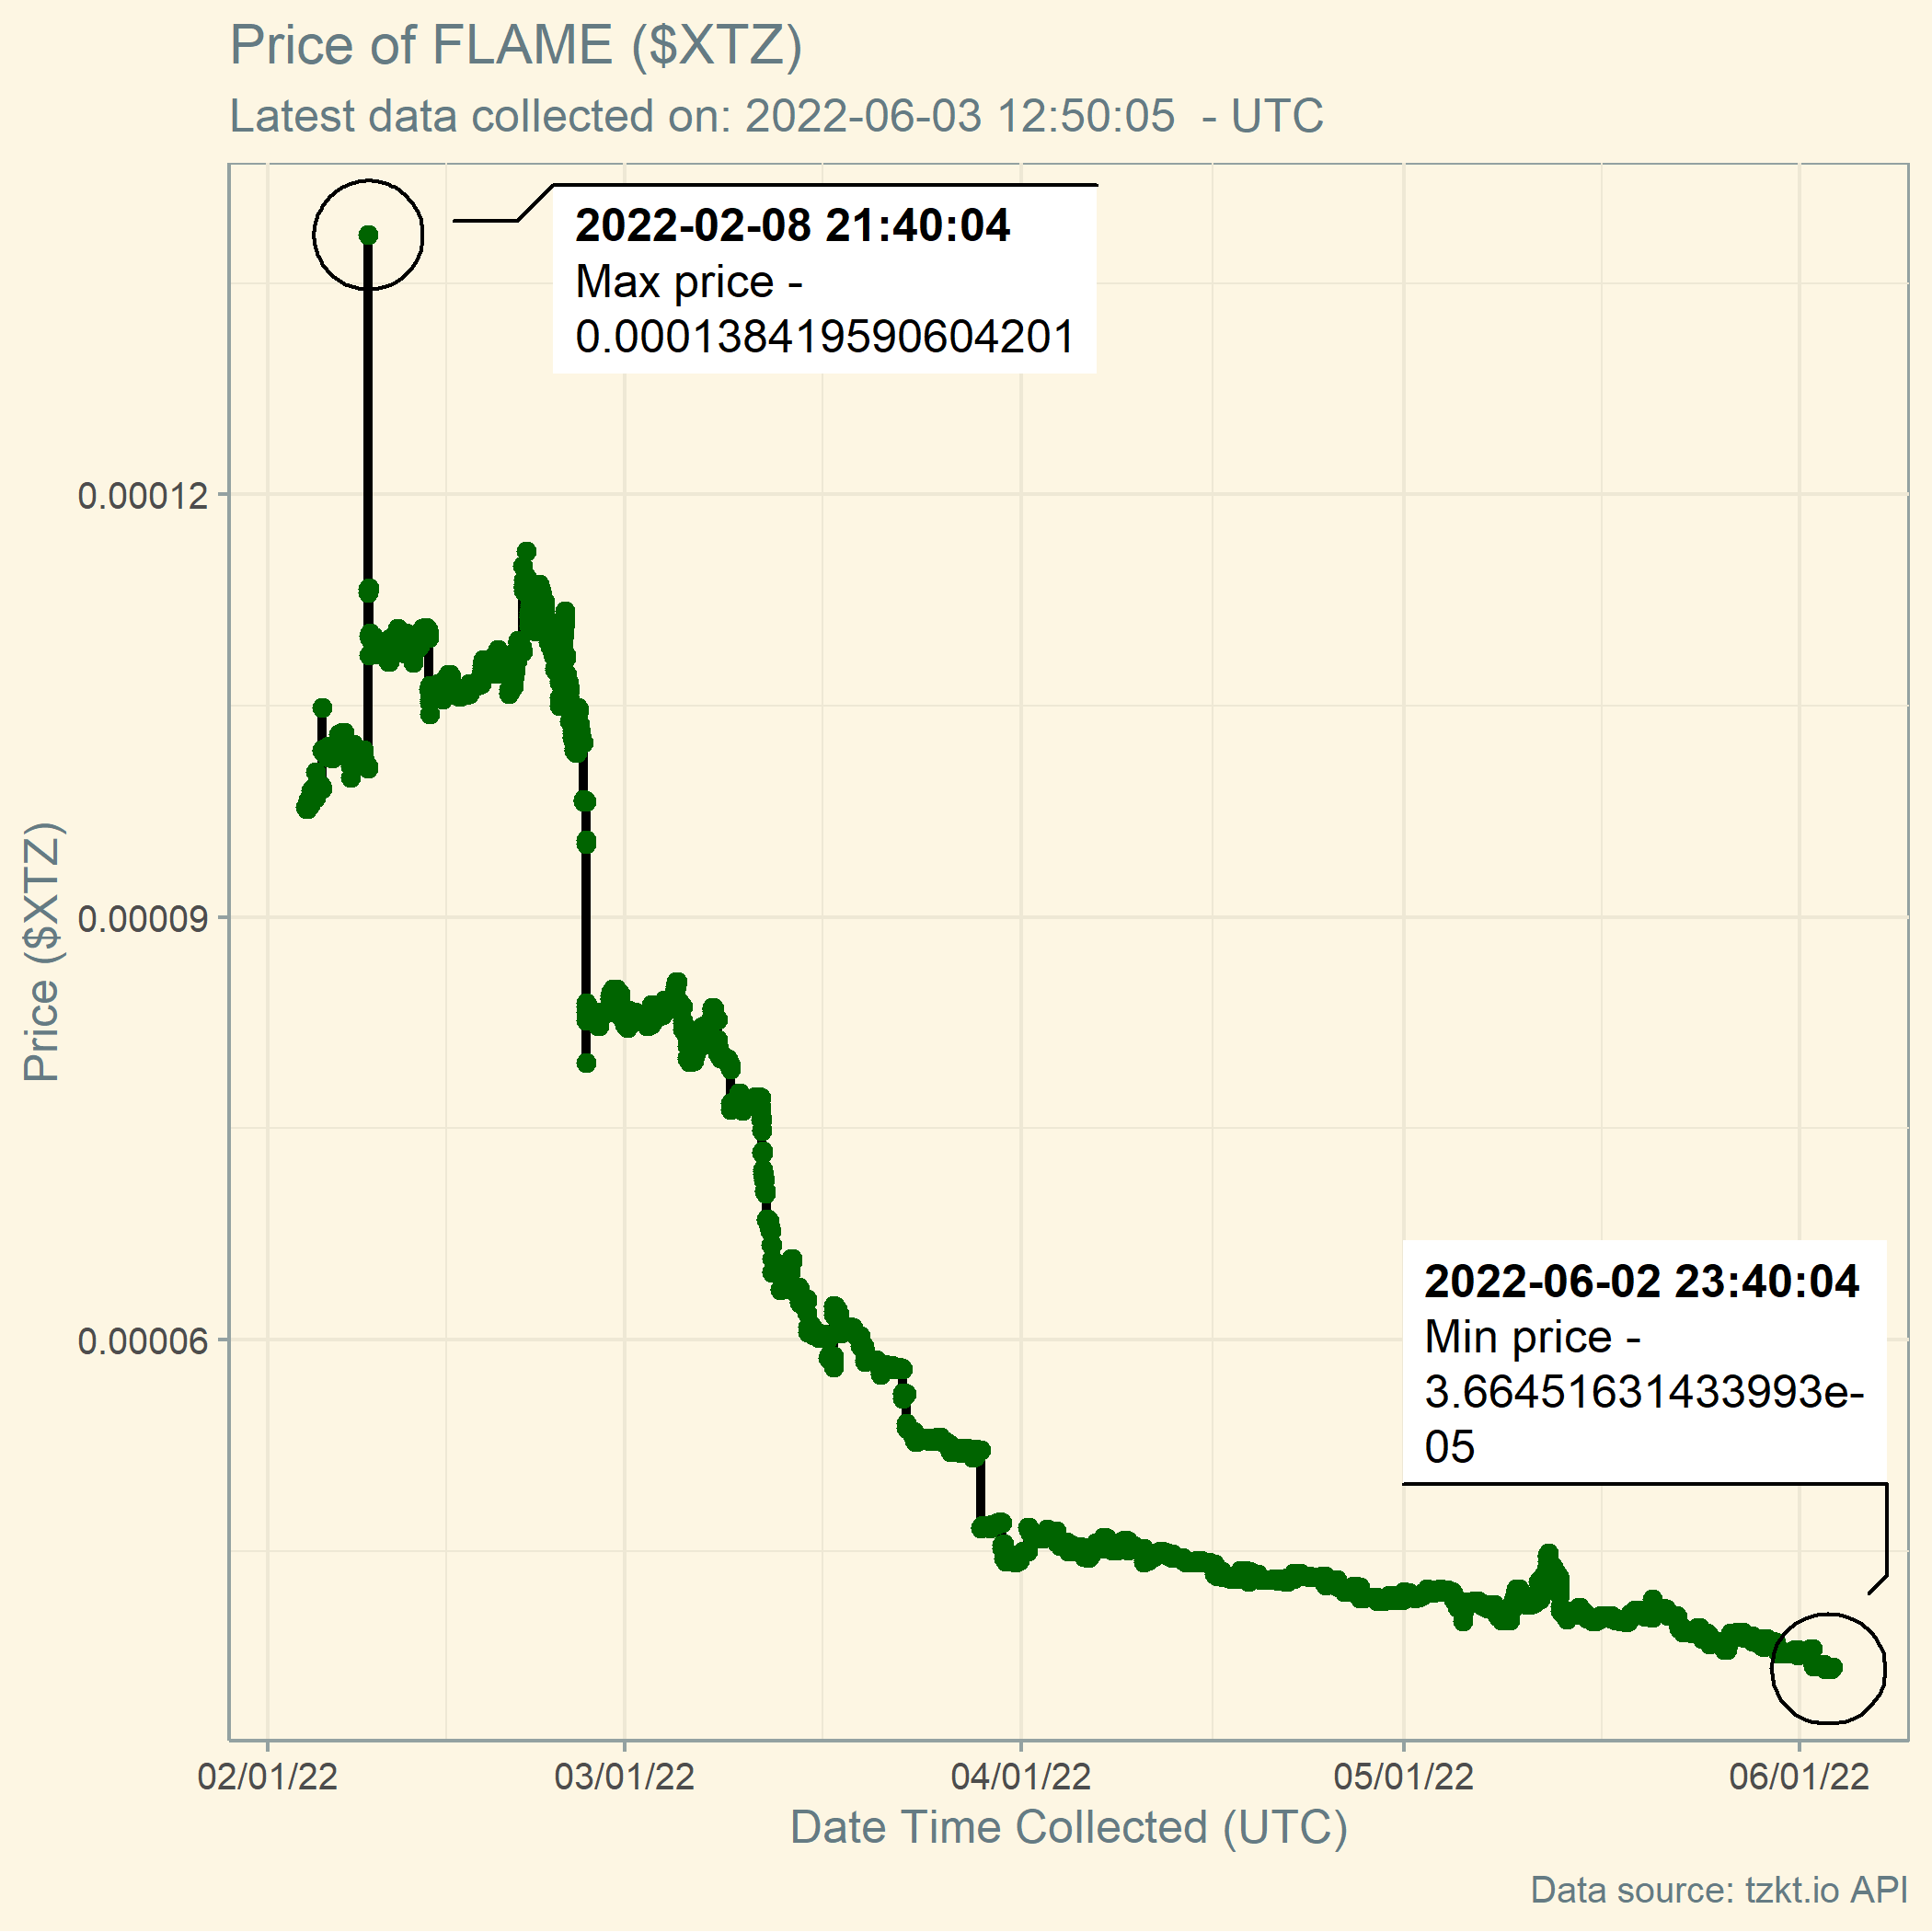 Price of FLAME ($XTZ)
Latest data collected on: 2022-06-03 12:50:05  - UTC
2022-02-08 21:40:04
Max price -
0.000138419590604201
0.00012
0.00009
0.00006
Price ($XTZ)
2022-06-02 23:40:04
Min price -
3.66451631433993e-
05
02/01/22
03/01/22
04/01/22
05/01/22
06/01/22
Date Time Collected (UTC)
Data source: tzkt.io API